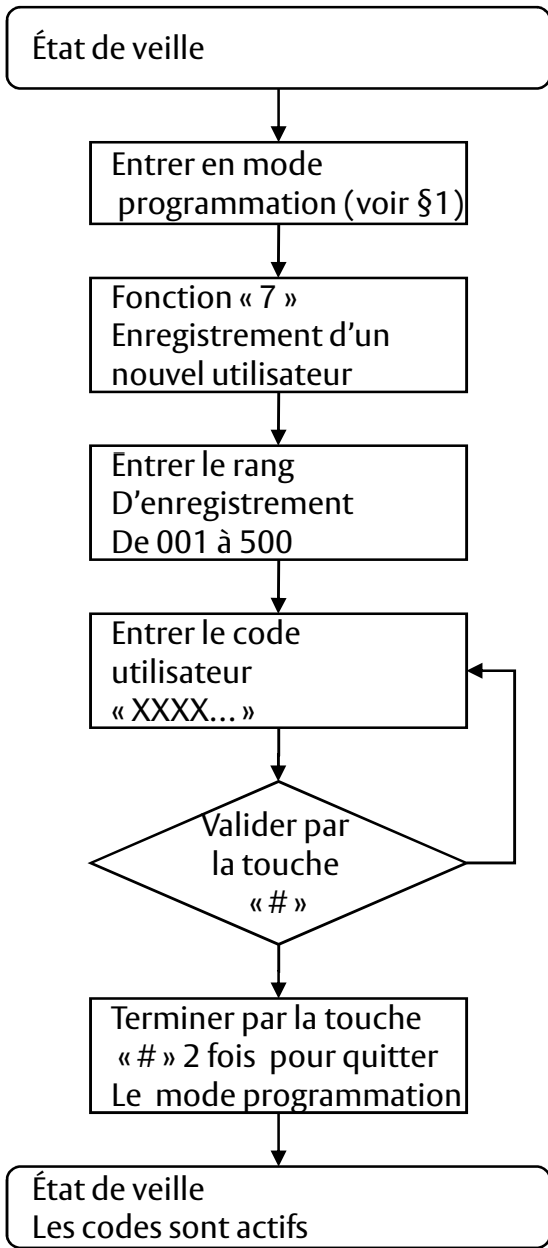 État de veille
Entrer en mode
programmation (voir §1)
Fonction « 7 »
Enregistrement d’un
nouvel utilisateur
Entrer le rang
D’enregistrement
De 001 à 500
Entrer le code
utilisateur
« XXXX... »
Valider par
la touche
« # »
Terminer par la touche
« # » 2 fois pour quitter
Le mode programmation
État de veille
Les codes sont actifs